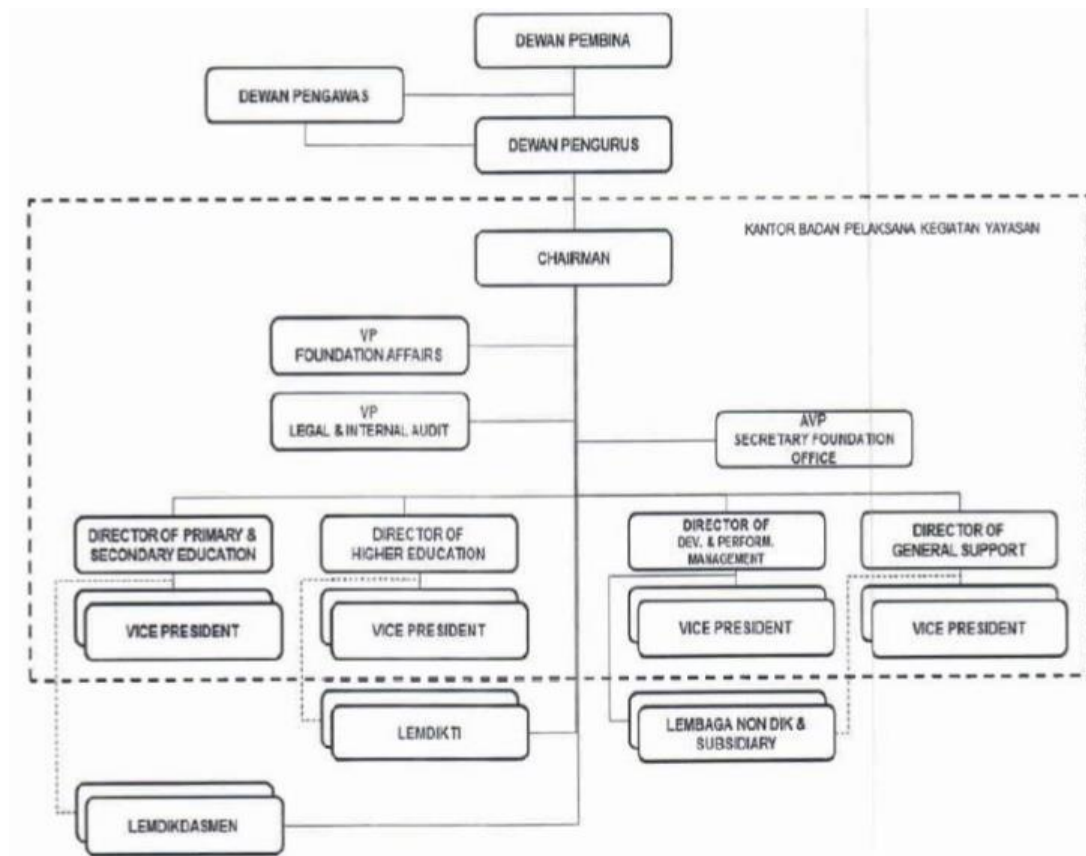 DEWAN PEMBINA
DEWAN PENGAWAS
DEWAN PENGURUS
KANTOR BADAN PELAKSANA KEGIATAN YAYASAN
CHAIRMAN
VP
FOUNDATION AFFAIRS
VP
LEGAL & INTERNAL AUDIT
AVP
SECRETARY FOUNDATION
OFFICE
DIRECTOR OF PRIMARY &
SECONDARY EDUCATION
DIRECTOR OF
HIGHER EDUCATION
DIRECTOR OF
DEV. & PERFORM.
MANAGEMENT
DIRECTOR OF
GENERAL SUPPORT
VICE PRESIDENT
VICE PRESIDENT
VICE PRESIDENT
VICE PRESIDENT
LEMDIKTI
LEMBAGA NON DIK &
SUBSIDIARY
LEMDIKDASMEN